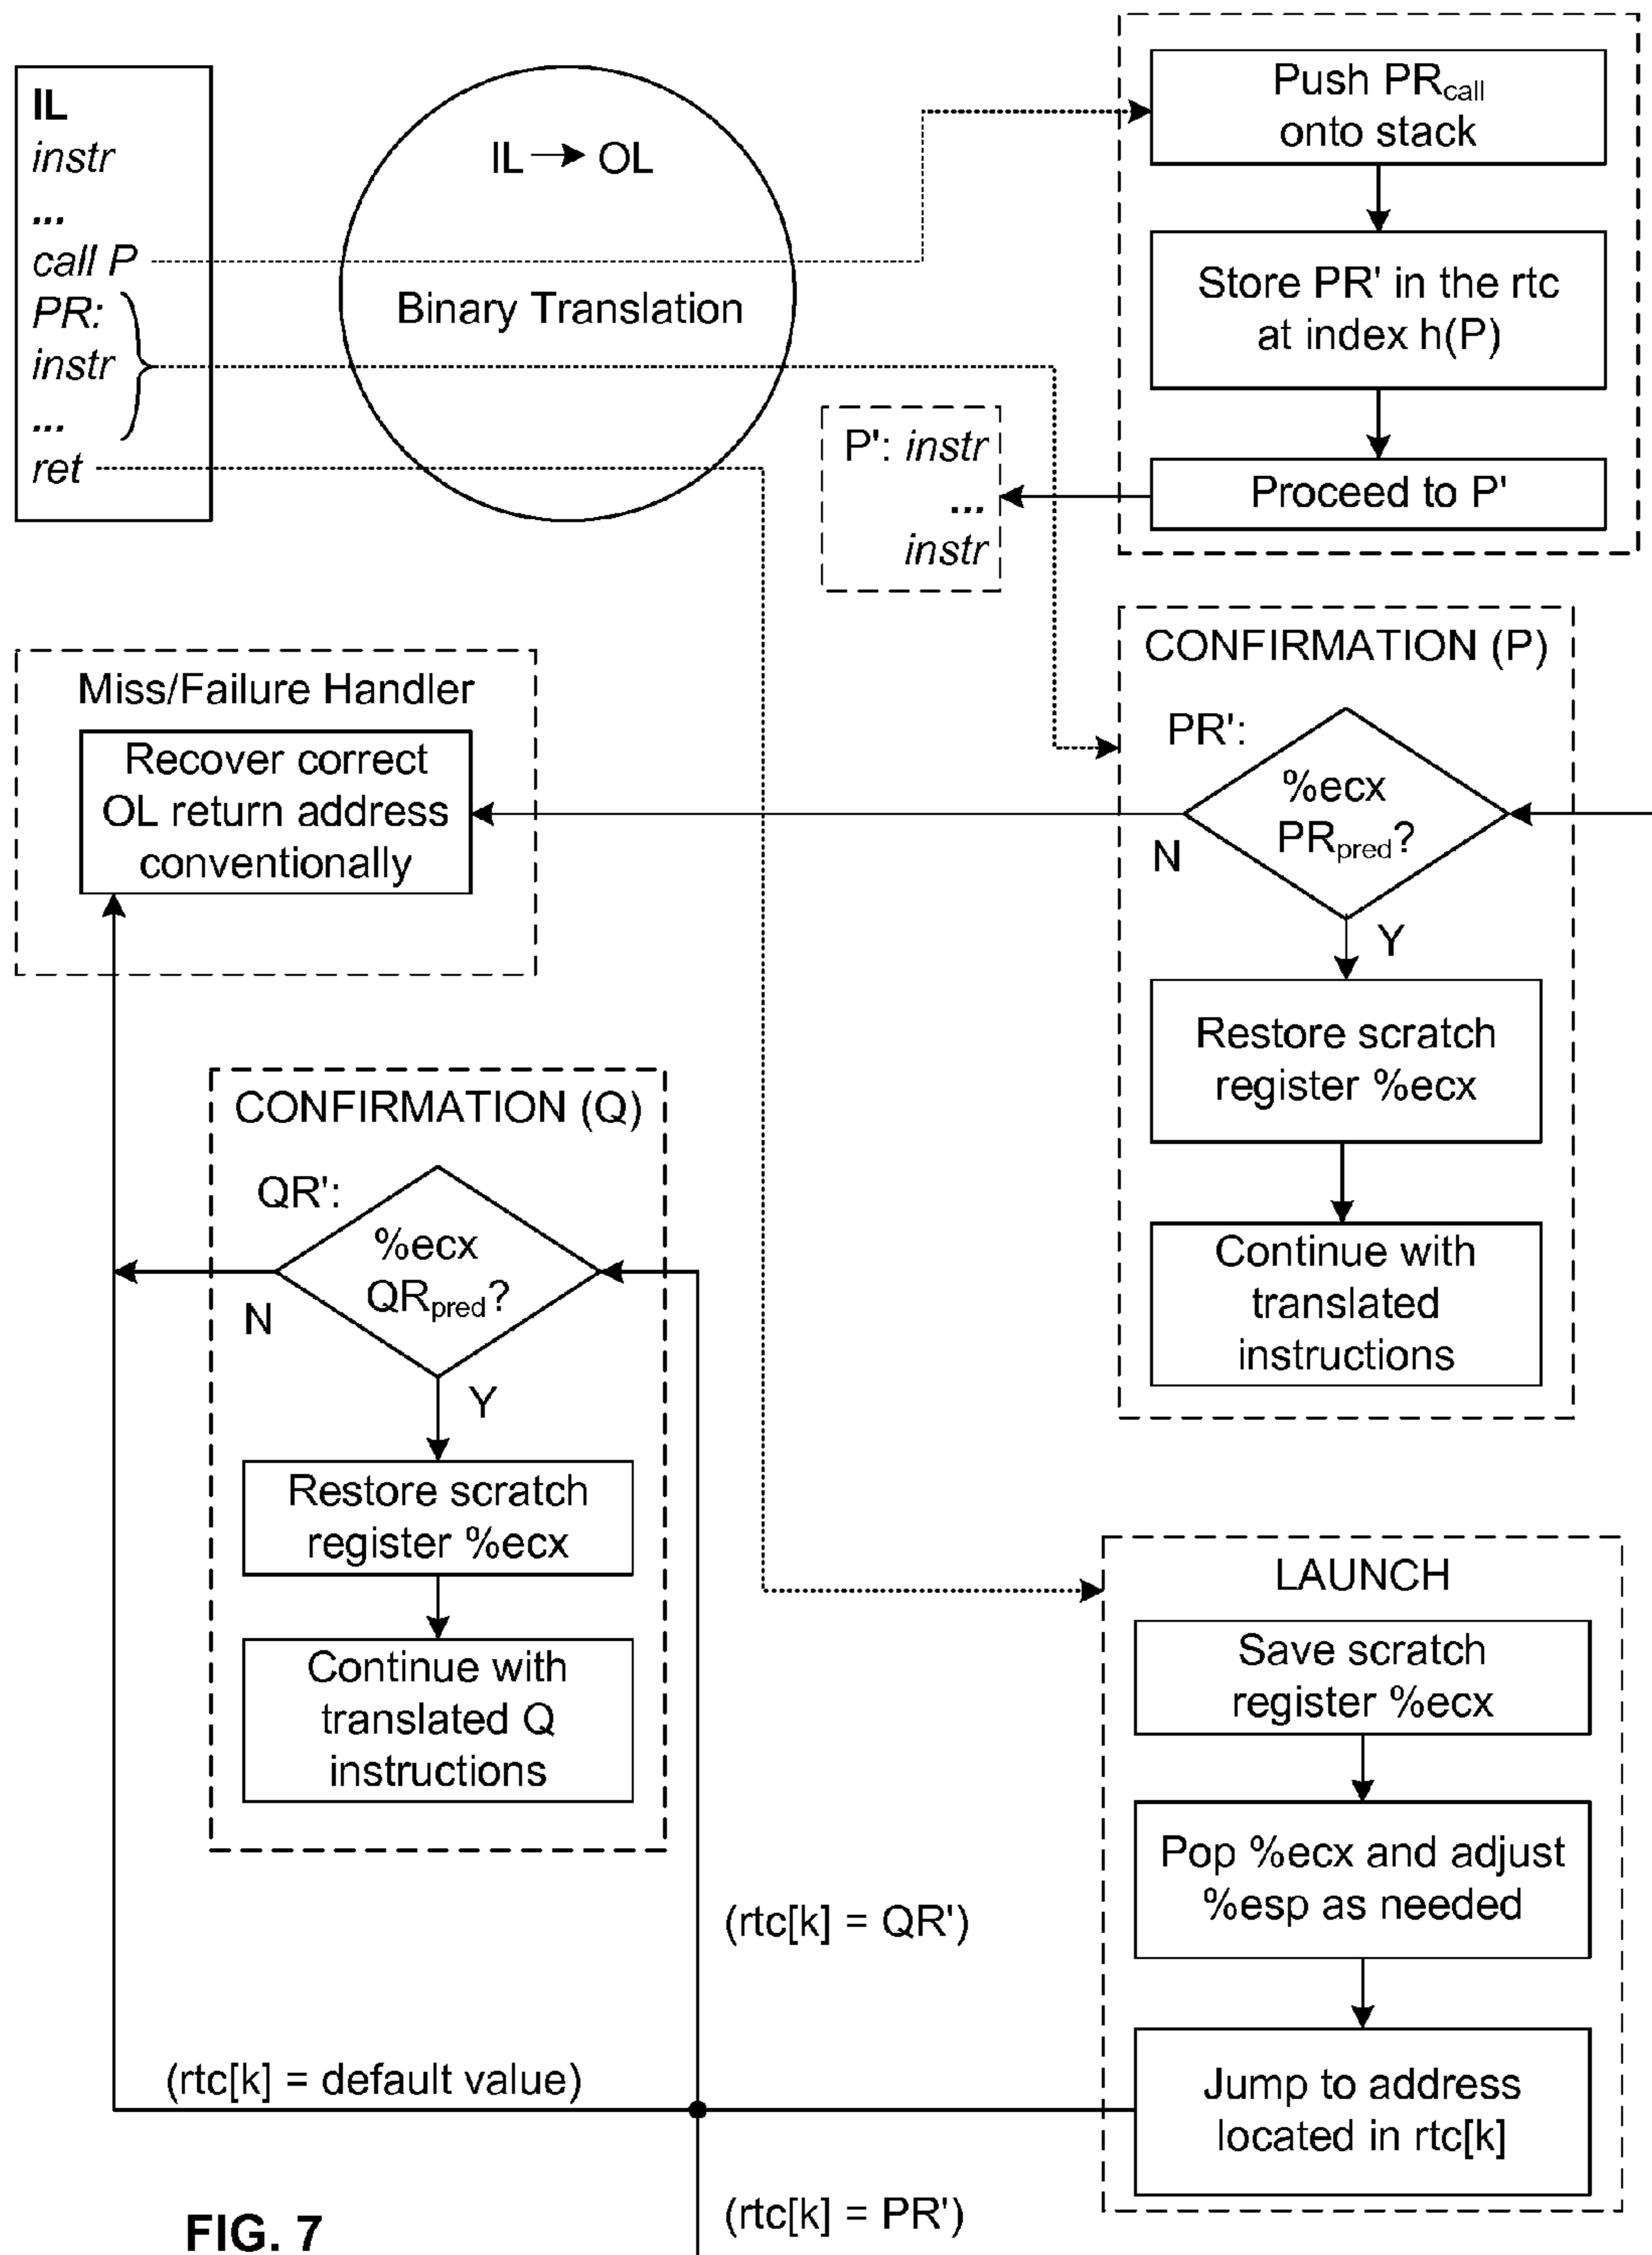 IL
instr
...
call P
PR:
instr
...
ret
IL → OL
Binary Translation
Push PRcall
onto stack
Store PR' in the rtc
at index h(P)
Proceed to P'
P': instr
...
instr
CONFIRMATION (P)
PR':
%ecx
PRpred?
N
Y
Restore scratch
register %ecx
Continue with
translated
instructions
Miss/Failure Handler
Recover correct
OL return address
conventionally
CONFIRMATION (Q)
QR':
%ecx
QRpred?
N
Y
Restore scratch
register %ecx
Continue with
translated Q
instructions
LAUNCH
Save scratch
register %ecx
Pop %ecx and adjust
%esp as needed
Jump to address
located in rtc[k]
(rtc[k] = QR')
(rtc[k] = default value)
(rtc[k] = PR')
FIG. 7